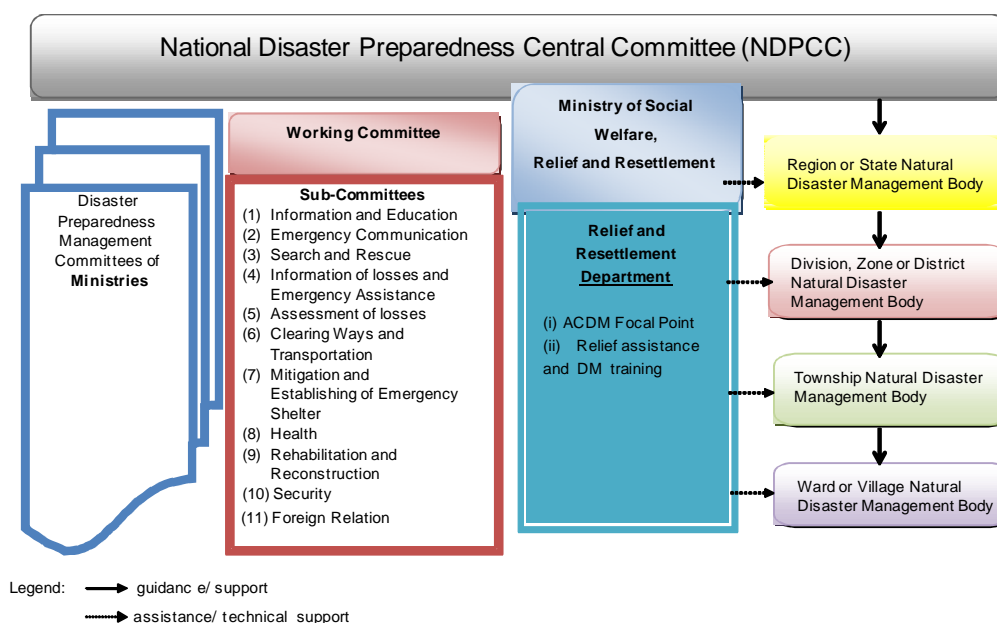 National Disaster Preparedness Central Committee (NDPCC)
Disaster
Preparedness
Management
Committees of
Ministries
Working Committee
Sub-Committees
(1) Information and Education
(2) Emergency Communication
(3) Search and Rescue
(4) Information of losses and
Emergency Assistance
(5) Assessment of losses
(6) Clearing Ways and
Transportation
(7) Mitigation and
Establishing of Emergency
Shelter
(8) Health
(9) Rehabilitation and
Reconstruction
(10) Security
(11) Foreign Relation
Ministry of Social
Welfare,
Relief and Resettlement
Relief and
Resettlement
Department
(i) ACDM Focal Point
(ii) Relief assistance
and DM training
Region or State Natural
Disaster Management Body
Division, Zone or District
Natural Disaster
Management Body
Township Natural Disaster
Management Body
Ward or Village Natural
Disaster Management Body
Legend:
guidanc e/ support
assistance/ technical support